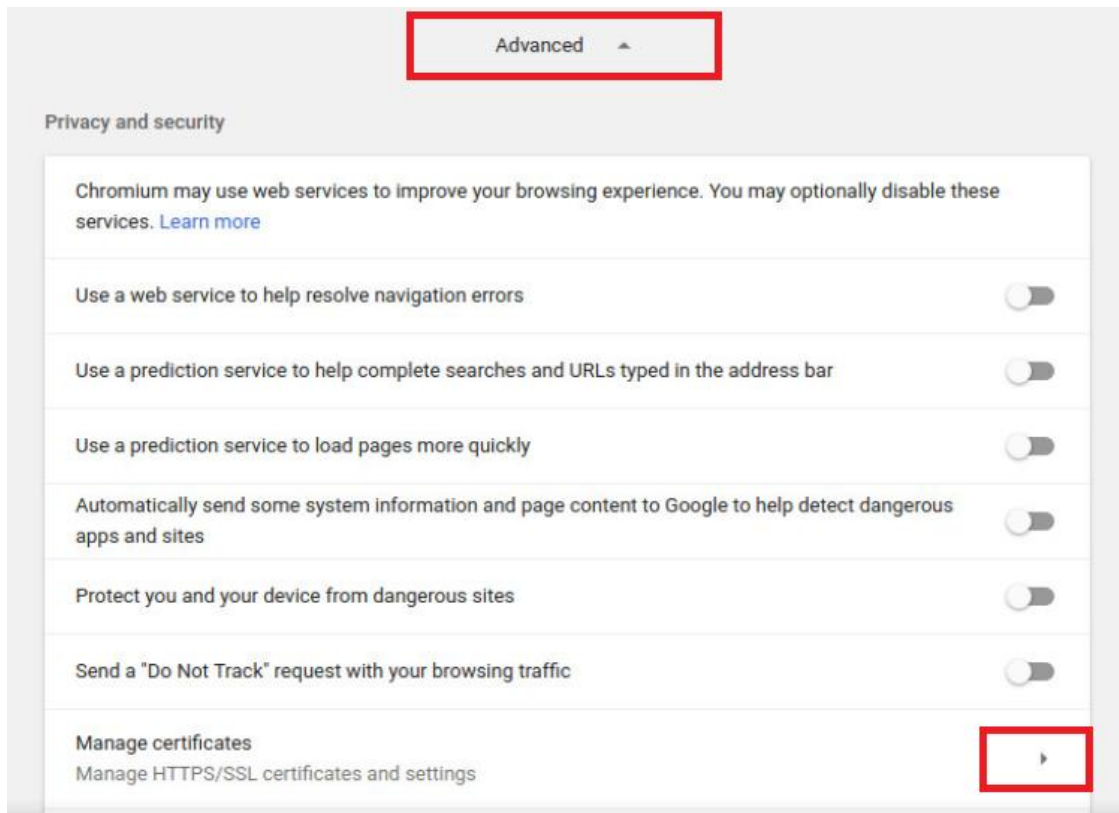 Advanced
Privacy and security
Chromium may use web services to improve your browsing experience. You may optionally disable these
services. Learn more
Use a web service to help resolve navigation errors
Use a prediction service to help complete searches and URLs typed in the address bar
Use a prediction service to load pages more quickly
Automatically send some system information and page content to Google to help detect dangerous
apps and sites
Protect you and your device from dangerous sites
Send a "Do Not Track" request with your browsing traffic
Manage certificates
Manage HTTPS/SSL certificates and settings